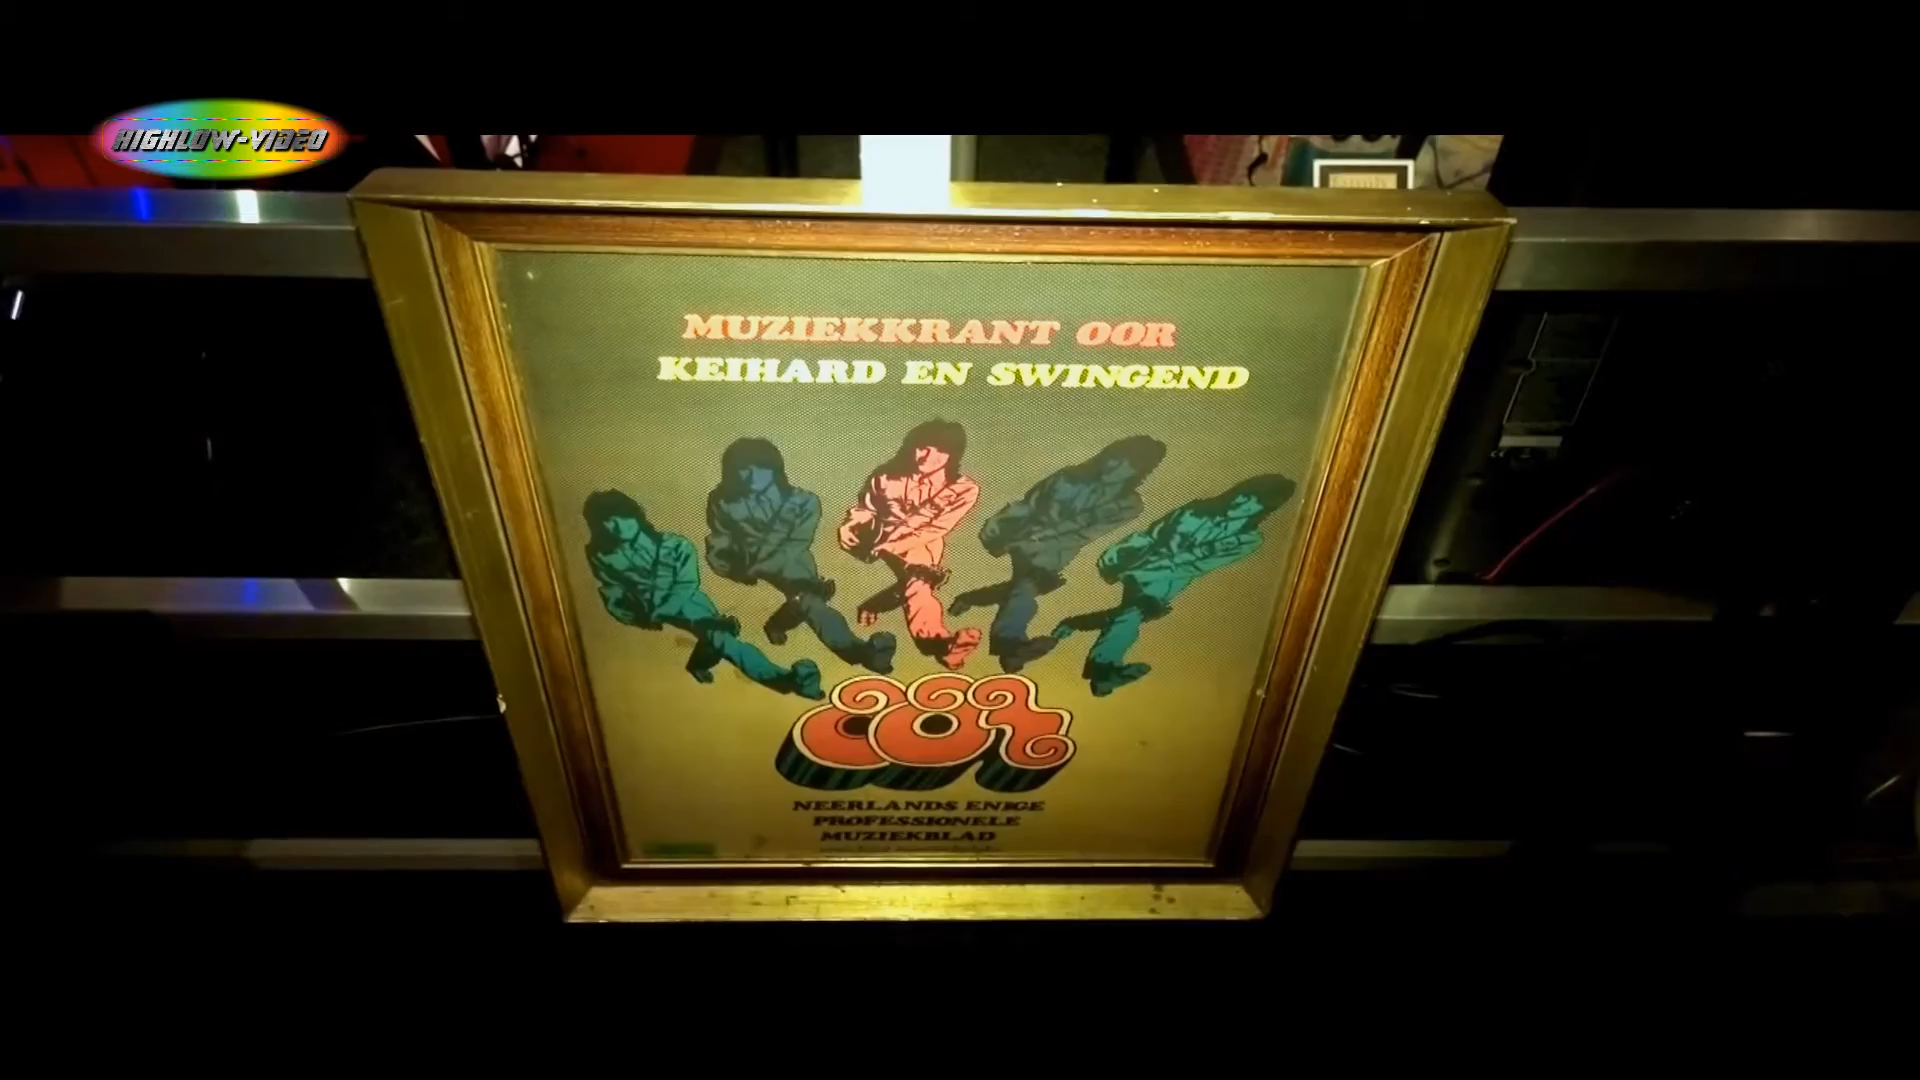 HIGHLOW-VIDEO
MUZIEKKRANT OOR
KEIHARD EN SWINGEND
OOR
NEERLANDS ENIGE
PROFESSIONELE
MUZIEKBLAD